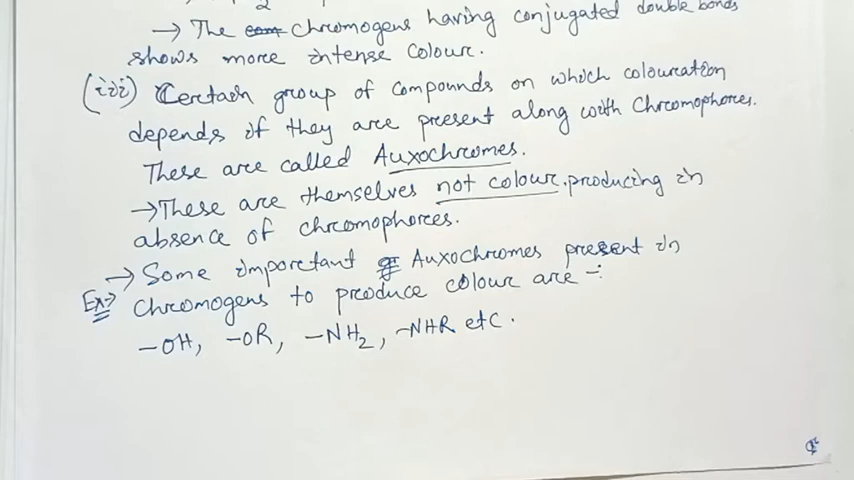 2
→ The chromogens having conjugated double bonds
shows more intense colour.
(iii) Certain group of compounds on which colouration
depends if they are present along with Chromophores.
These are called Auxochromes.
→ These are themselves not colour producing in
absence of chromophores.
→ Some important Auxochromes present in
Ex:→ Chromogens to produce colour are :-
-OH, -OR, -NH₂, -NHR etc.